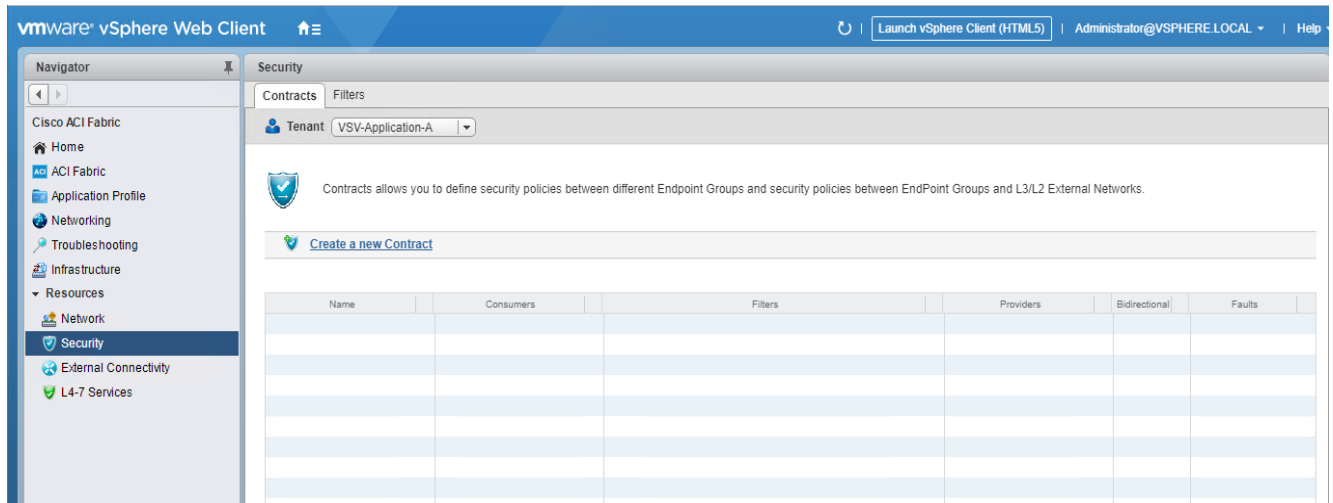 vmware® vSphere Web Client
Launch vSphere Client (HTML5) | Administrator@VSPHERE.LOCAL | Help
Navigator
Cisco ACI Fabric
Home
ACI ACI Fabric
Application Profile
Networking
Troubleshooting
Infrastructure
Resources
Network
Security
External Connectivity
L4-7 Services
Security
Contracts Filters
Tenant VSV-Application-A
Contracts allows you to define security policies between different Endpoint Groups and security policies between EndPoint Groups and L3/L2 External Networks.
Create a new Contract
Name Consumers Filters Providers Bidirectional Faults